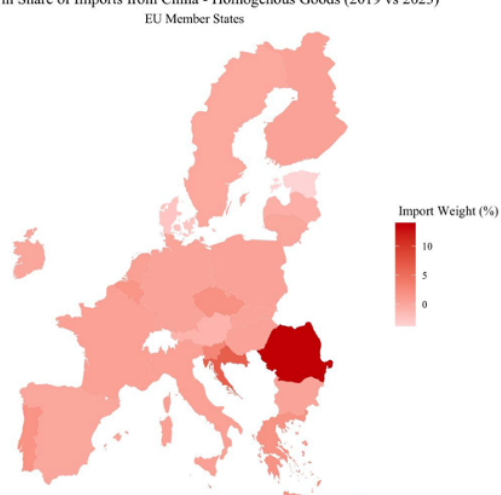 in Share of Imports from China - Homogenous Goods (2019 vs 2023)
EU Member States
Import Weight (%)
10
5
0